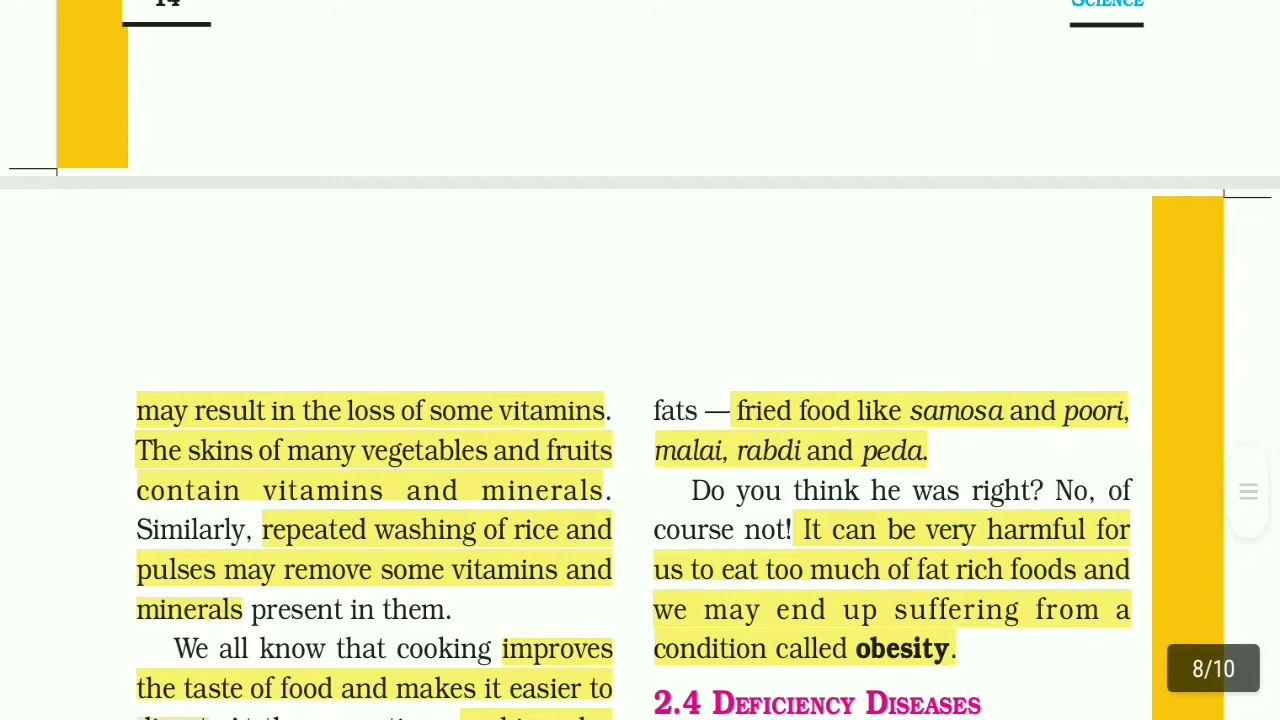 14
SCIENCE
may result in the loss of some vitamins.
The skins of many vegetables and fruits
contain vitamins and minerals.
Similarly, repeated washing of rice and
pulses may remove some vitamins and
minerals present in them.
We all know that cooking improves
the taste of food and makes it easier to
fats — fried food like samosa and poori,
malai, rabdi and peda.
Do you think he was right? No, of
course not! It can be very harmful for
us to eat too much of fat rich foods and
we may end up suffering from a
condition called obesity.
2.4 DEFICIENCY DISEASES
8/10